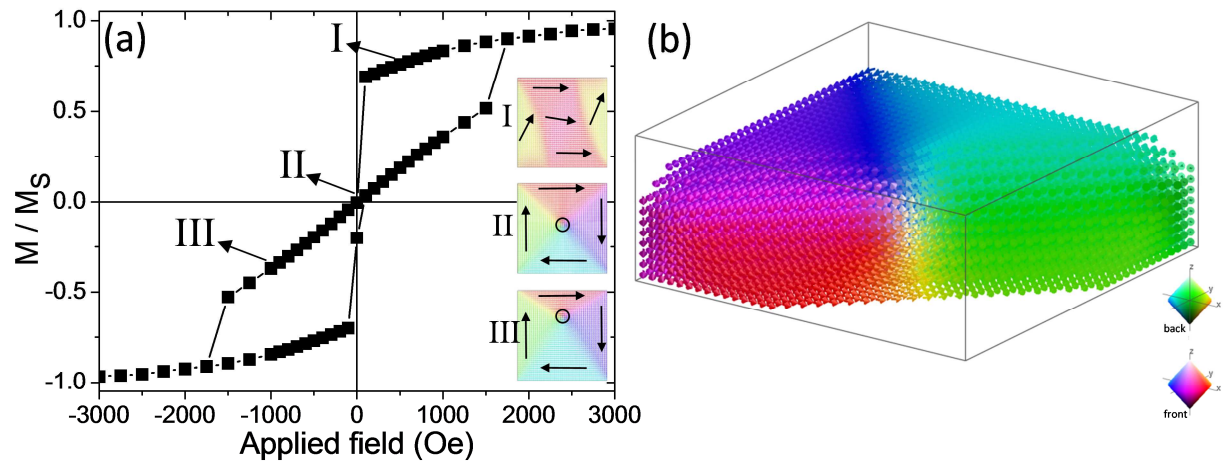 (a)
(b)
M / M_S
1.0
0.5
0.0
-0.5
-1.0
I
II
III
I
II
III
-3000 -2000 -1000 0 1000 2000 3000
Applied field (Oe)
z
y
x
back
z
y
x
front